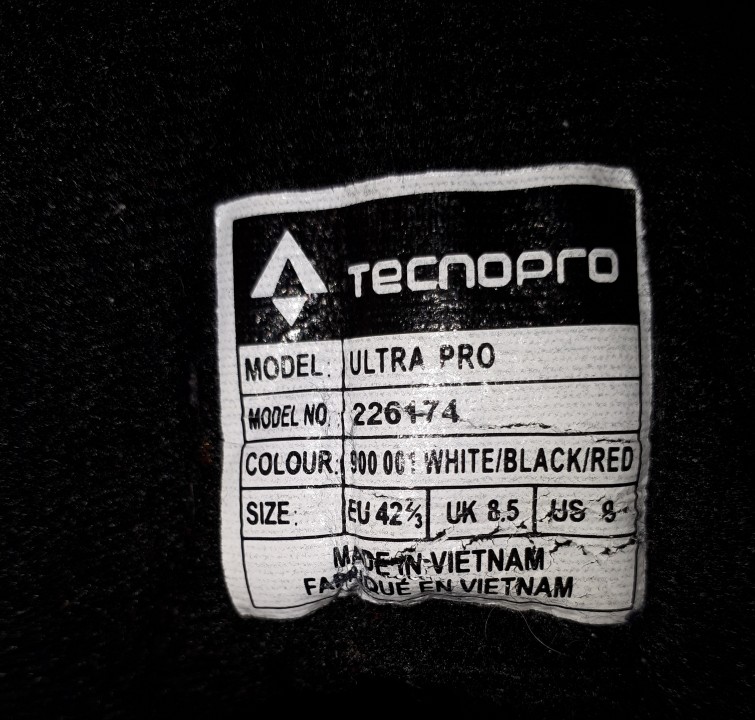 TECNOPRO
MODEL: ULTRA PRO
MODEL NO. 226174
COLOUR: 900 001 WHITE/BLACK/RED
SIZE: EU 42⅔ UK 8.5 US
MADE IN VIETNAM
FABRIQUÉ EN VIETNAM